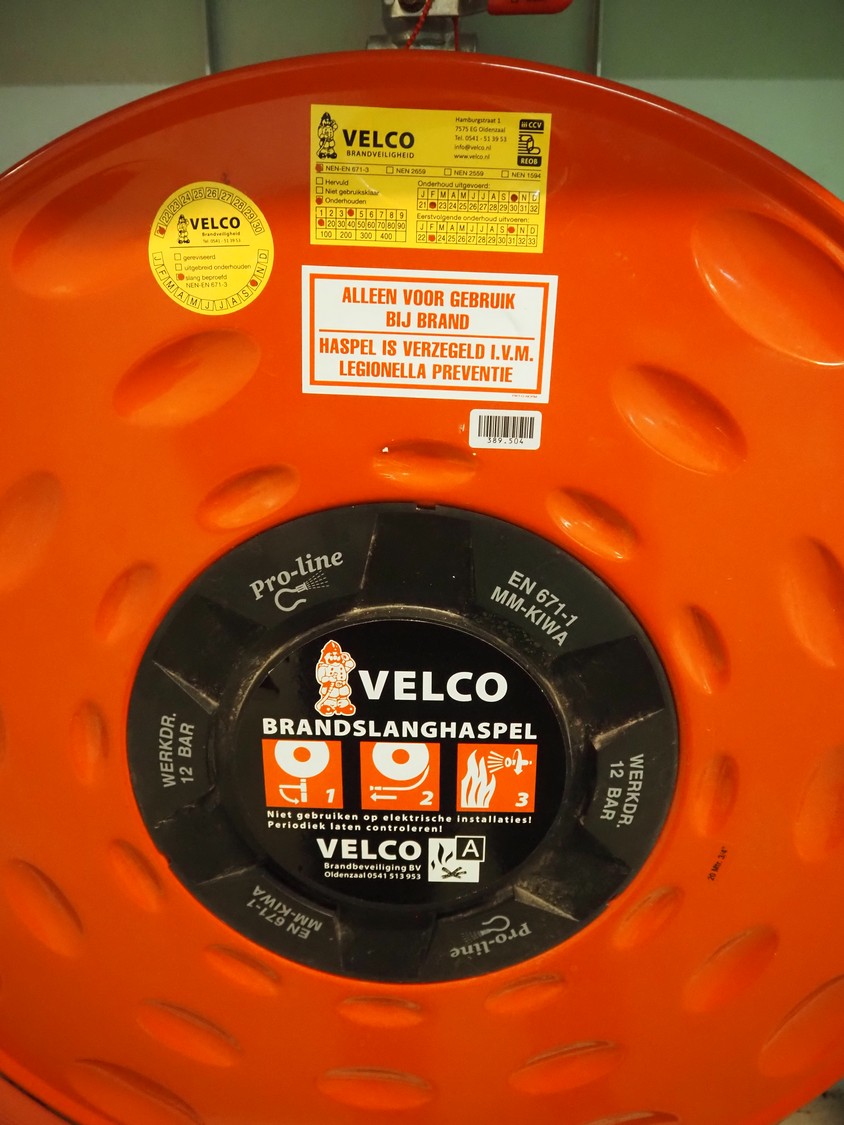 VELCO
BRANDVEILIGHEID
Hamburgstraat 1
7575 EG Oldenzaal
Tel. 0541 - 51 39 53
info@velco.nl
www.velco.nl
CCV
REOB
NEN-EN 671-3 NEN 2659 NEN 2559 NEN 1594
Hervuld
Niet gebruiksklaar
Onderhouden
1 2 3 5 6 7 8 9
20 30 40 50 60 70 80 90
100 200 300 400
Onderhoud uitgevoerd:
J F M A M J J A S N D
21 23 24 25 26 27 28 29 30 31 32
Eerstvolgende onderhoud uitvoeren:
J F M A M J J A S N D
22 24 25 26 27 28 29 30 31 32 33
22 23 24 25 26 27 28 29 30
VELCO
Brandveiligheid
Tel. 0541 - 51 39 53
gereviseerd
uitgebreid onderhouden
slang beproefd
NEN-EN 671-3
J F M A M J J A S N D
ALLEEN VOOR GEBRUIK
BIJ BRAND
HASPEL IS VERZEGELD I.V.M.
LEGIONELLA PREVENTIE
389.504
Pro-line
EN 671-1
MM-KIWA
WERKDR.
12 BAR
VELCO
BRANDSLANGHASPEL
1 2 3
Niet gebruiken op elektrische installaties!
Periodiek laten controleren!
VELCO A
Brandbeveiliging BV
Oldenzaal 0541 513 953
WERKDR.
12 BAR
20 Mtr 3/4"
EN 671-1
MM-KIWA
Pro-line